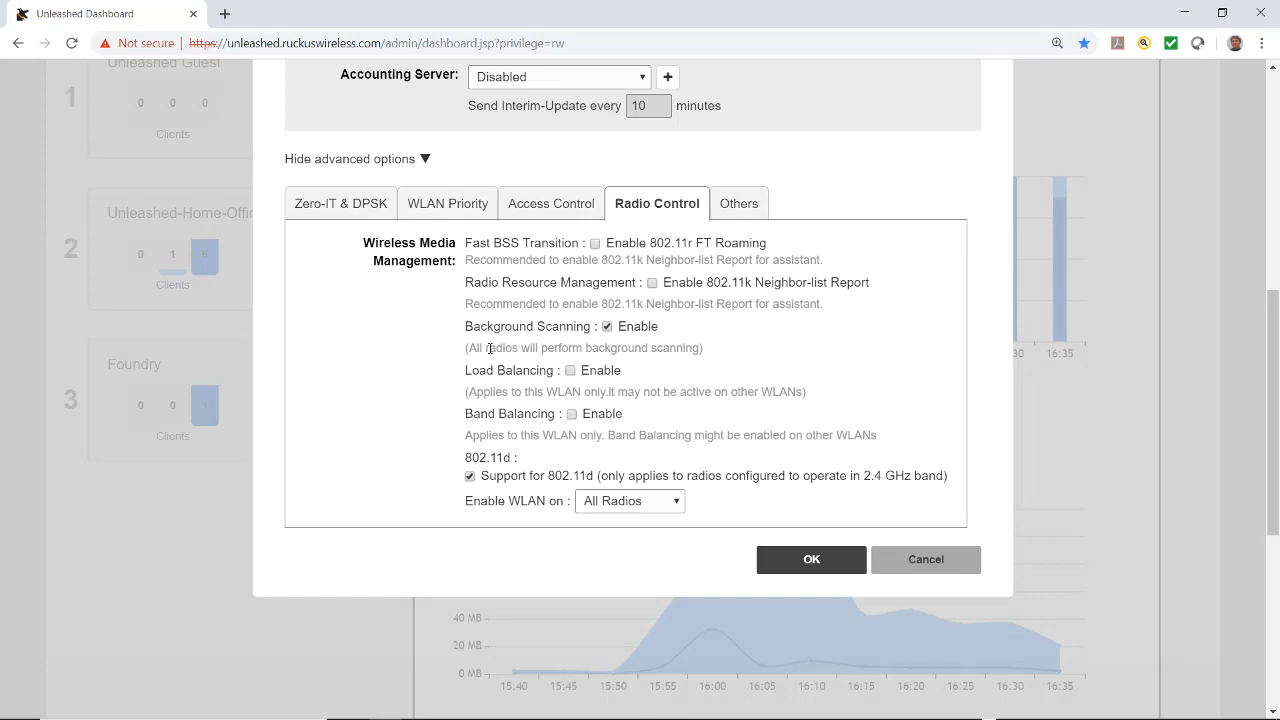 Unleashed Dashboard
Not secure | https://unleashed.ruckuswireless.com/admin/dashboard.jsp?privilege=rw
Unleashed Guest
1
0 0 0
Clients
Unleashed-Home-Offic
2
0 1 6
Clients
Foundry
3
0 0 1
Clients
Accounting Server: Disabled
Send Interim-Update every 10 minutes
Hide advanced options
Zero-IT & DPSK WLAN Priority Access Control Radio Control Others
Wireless Media Management:
Fast BSS Transition : Enable 802.11r FT Roaming
Recommended to enable 802.11k Neighbor-list Report for assistant.
Radio Resource Management : Enable 802.11k Neighbor-list Report
Recommended to enable 802.11k Neighbor-list Report for assistant.
Background Scanning : Enable
(All radios will perform background scanning)
Load Balancing : Enable
(Applies to this WLAN only.it may not be active on other WLANs)
Band Balancing : Enable
Applies to this WLAN only. Band Balancing might be enabled on other WLANs
802.11d :
Support for 802.11d (only applies to radios configured to operate in 2.4 GHz band)
Enable WLAN on : All Radios
OK Cancel
30 16:35
40 MB
20 MB
0 MB
15:40 15:45 15:50 15:55 16:00 16:05 16:10 16:15 16:20 16:25 16:30 16:35